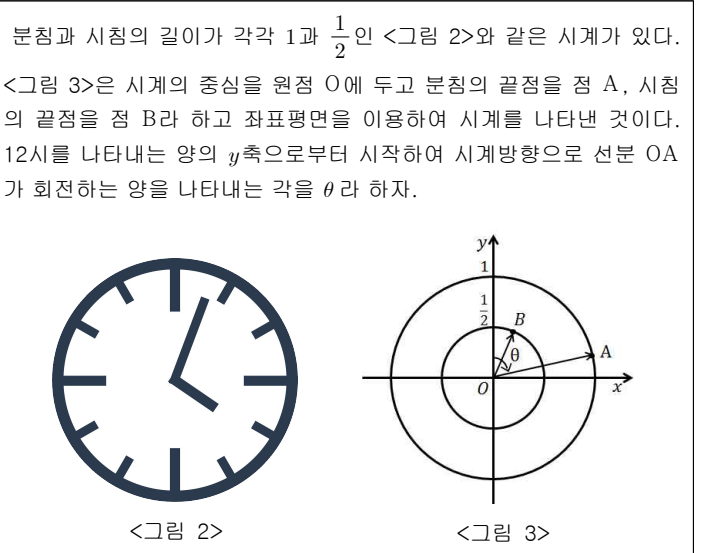 분침과 시침의 길이가 각각 1과 1/2인 <그림 2>와 같은 시계가 있다.
<그림 3>은 시계의 중심을 원점 O에 두고 분침의 끝점을 점 A, 시침
의 끝점을 점 B라 하고 좌표평면을 이용하여 시계를 나타낸 것이다.
12시를 나타내는 양의 y축으로부터 시작하여 시계방향으로 선분 OA
가 회전하는 양을 나타내는 각을 θ라 하자.
y
1
1/2
B
A
θ
O
x
<그림 2>
<그림 3>